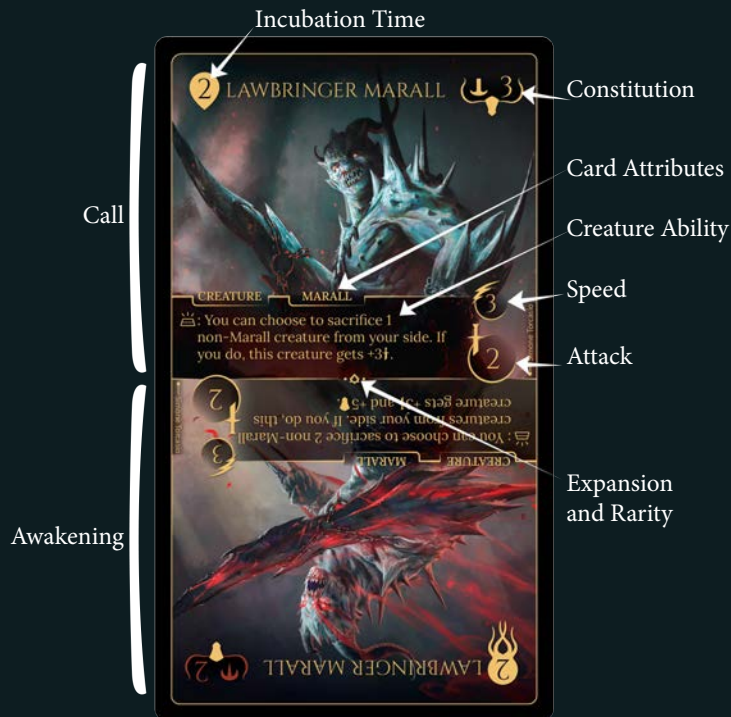 Incubation Time
2 LAWBRINGER MARALL 3
Constitution
Card Attributes
Creature Ability
Call
CREATURE MARALL
Speed
3
: You can choose to sacrifice 1
non-Marall creature from your side. If
you do, this creature gets +3.
Attack
2
Expansion
and Rarity
Awakening
LAWBRINGER MARALL
2
2
CREATURE MARALL
: You can choose to sacrifice 2 non-Marall
creatures from your side. If you do, this
creature gets +3 and +5.
3
2